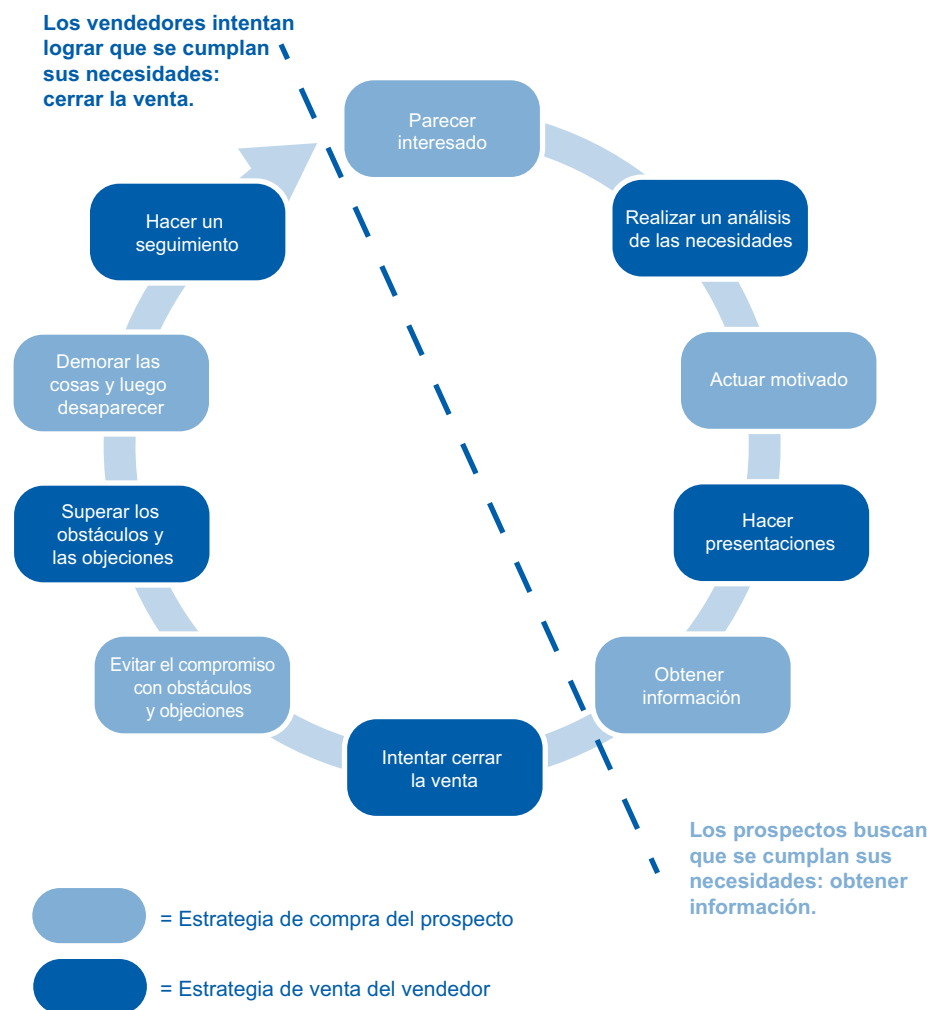 Los vendedores intentan
lograr que se cumplan
sus necesidades:
cerrar la venta.
Parecer
interesado
Realizar un análisis
de las necesidades
Actuar motivado
Hacer
presentaciones
Obtener
información
Intentar cerrar
la venta
Evitar el compromiso
con obstáculos
y objeciones
Superar los
obstáculos y
las objeciones
Demorar las
cosas y luego
desaparecer
Hacer un
seguimiento
Los prospectos buscan
que se cumplan sus
necesidades: obtener
información.
= Estrategia de compra del prospecto
= Estrategia de venta del vendedor